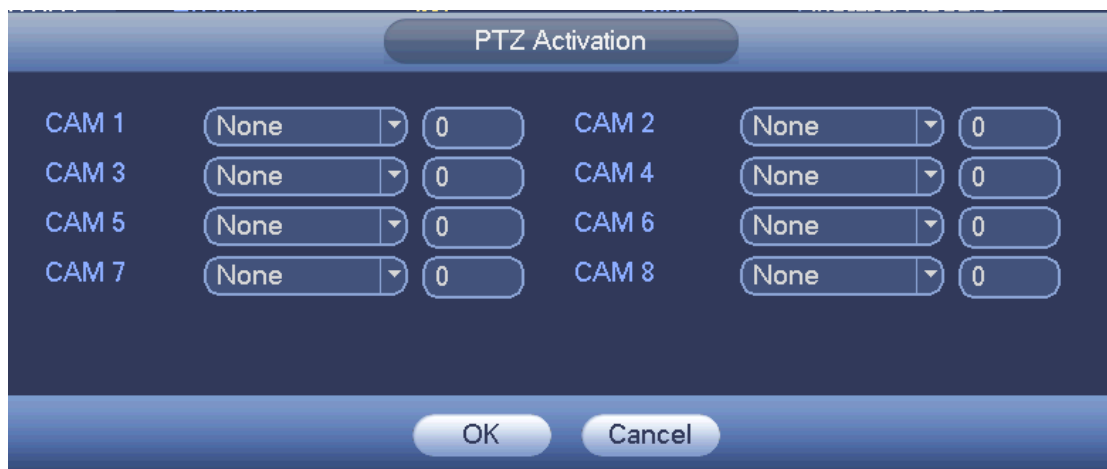 PTZ Activation
CAM 1 None 0 CAM 2 None 0
CAM 3 None 0 CAM 4 None 0
CAM 5 None 0 CAM 6 None 0
CAM 7 None 0 CAM 8 None 0
OK Cancel